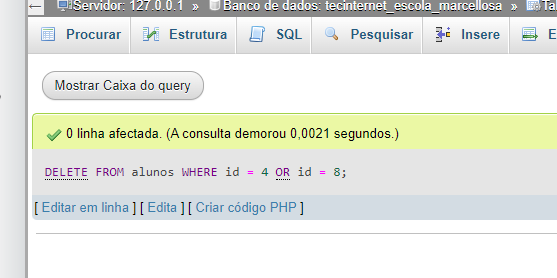 Servidor: 127.0.0.1 » Banco de dados: tecinternet_escola_marcellosa »
Procurar Estrutura SQL Pesquisar Insere
Mostrar Caixa do query
0 linha afectada. (A consulta demorou 0,0021 segundos.)
DELETE FROM alunos WHERE id = 4 OR id = 8;
[ Editar em linha ] [ Edita ] [ Criar código PHP ]